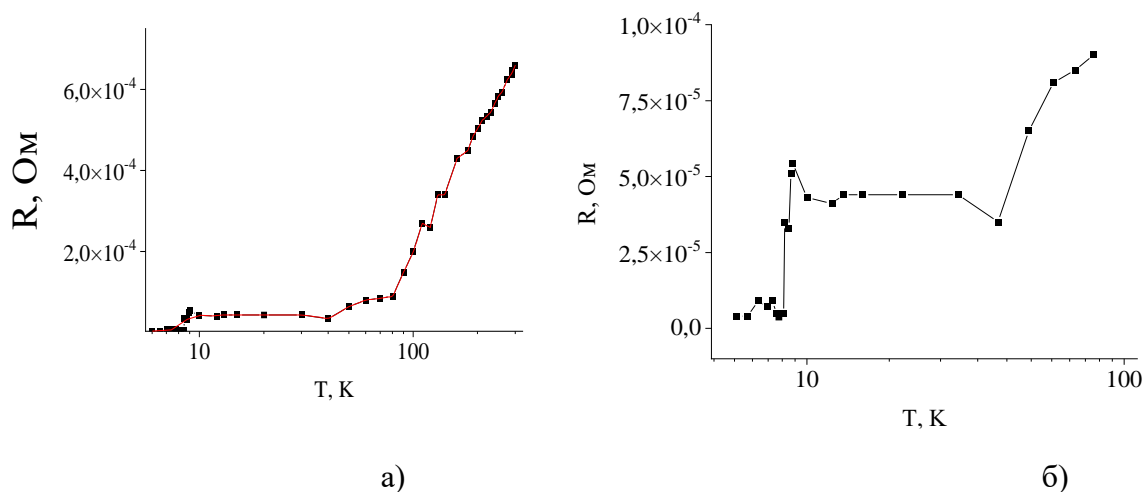 6,0×10⁻⁴
4,0×10⁻⁴
2,0×10⁻⁴
R, Ом
10
100
T, K
а)
1,0×10⁻⁴
7,5×10⁻⁵
5,0×10⁻⁵
2,5×10⁻⁵
0,0
R, Ом
10
100
T, K
б)